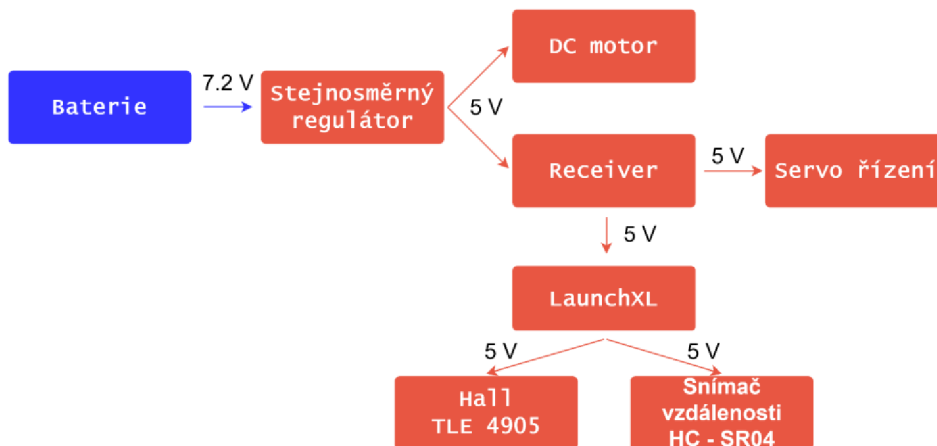 DC motor
7.2 V
Baterie
Stejnosměrný
regulátor
5 V
Receiver
5 V
Servo řízení
5 V
LaunchXL
5 V
5 V
Hall
TLE 4905
Snímač
vzdálenosti
HC - SR04